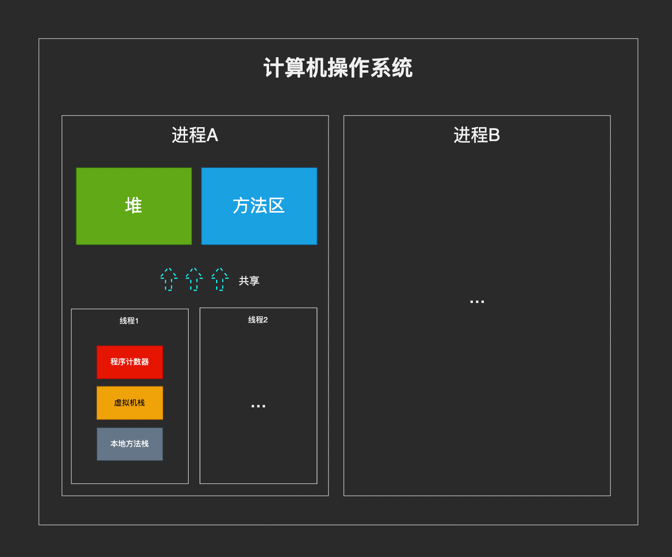 计算机操作系统
进程A
进程B
堆
方法区
共享
线程1
线程2
程序计数器
虚拟机栈
本地方法栈
...
...